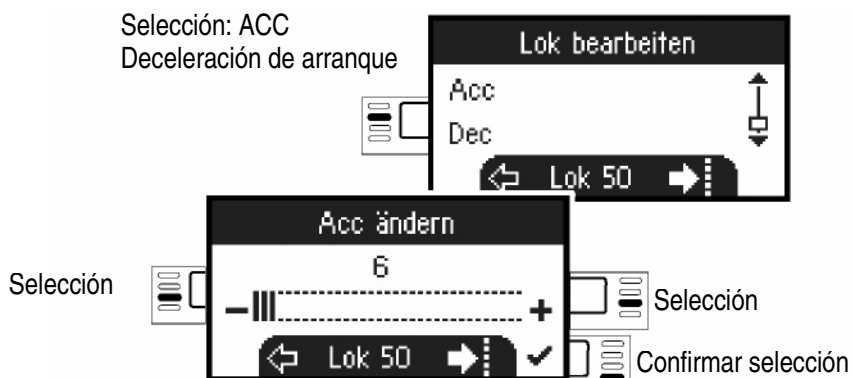 Selección: ACC
Deceleración de arranque
Lok bearbeiten
Acc
Dec
Lok 50
Acc ändern
6
Selección
Selección
Lok 50
Confirmar selección